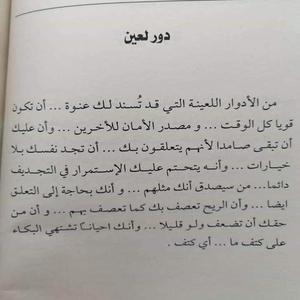 دور لعين
من الأدوار اللعينة التي قد تُسند لك عنوة ... أن تكون
قويا كل الوقت ... و مصدر الأمان للأخرين ... وأن عليك
أن تبقى صامدا لأنهم يتعلقون بك ... أن تجد نفسك بلا
خيارات ... وأنه يتحتم عليك الإستمرار في التجديف
دائما... من سيصدق أنك مثلهم ... و أنك بحاجة إلى التعلق
ايضا ... وأن الريح تعصف بك كما تعصف بهم ... و أن من
حقك أن تضعف ولو قليلا ... وأنك احيانا تشتهي البكاء
على كتف ما ... أي كتف .